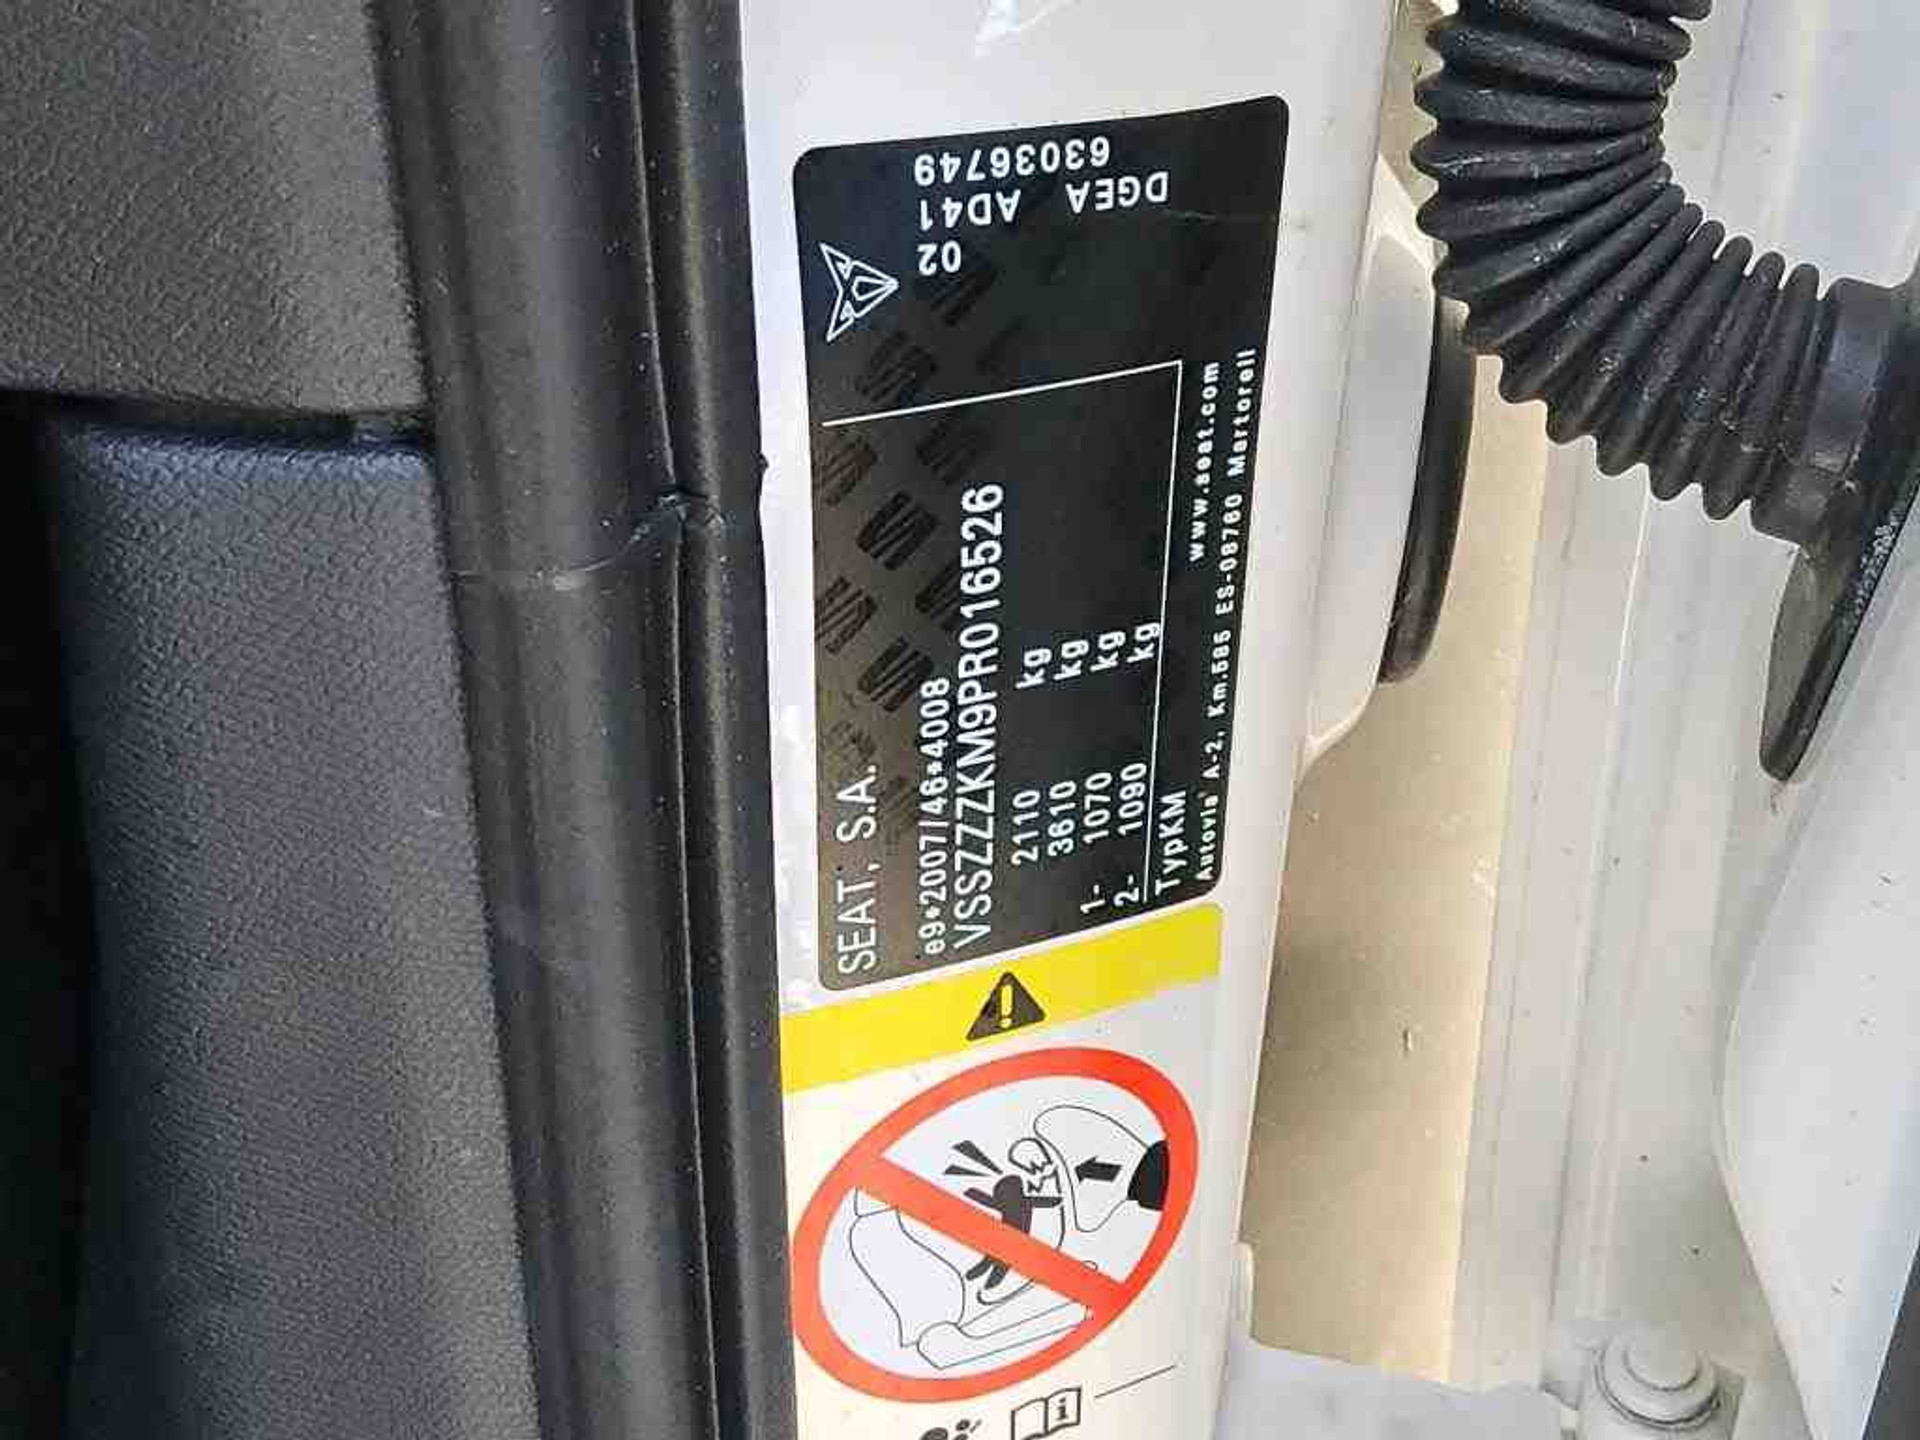 SEAT, S.A.
e9*2007/46*4008
VSSZZZKM9PR016526
2110 kg
3610 kg
1- 1070 kg
2- 1090 kg
TypKM
www.seat.com
Autovia A-2, Km.585 ES-08760 Martorell
02
AD41 DGEA
63036749